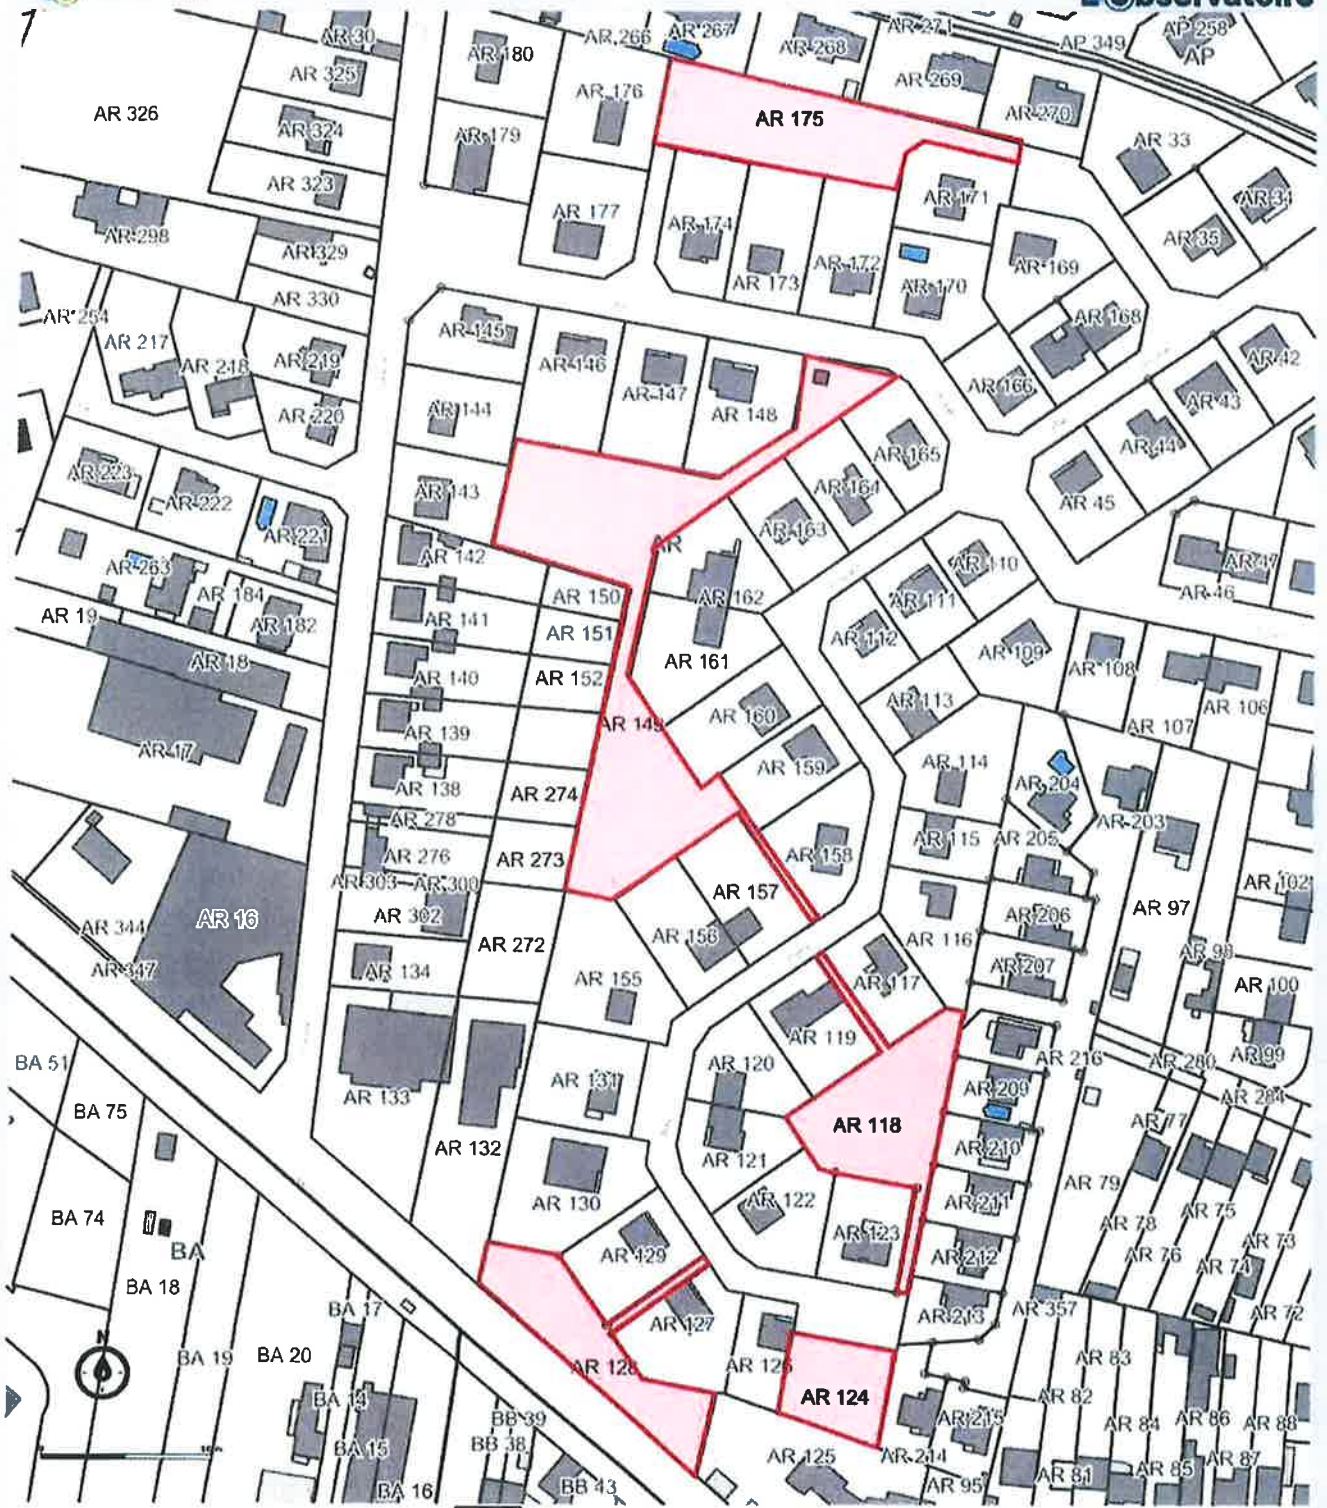 L'Observatoire
AR 30
AR 180
AR 266
AR 267
AR 268
AR 271
AP 349
AP 258
AP
AR 325
AR 176
AR 269
AR 270
AR 326
AR 324
AR 179
AR 175
AR 33
AR 323
AR 177
AR 174
AR 171
AR 34
AR 298
AR 329
AR 173
AR 172
AR 170
AR 169
AR 35
AR 330
AR 254
AR 217
AR 218
AR 219
AR 145
AR 146
AR 147
AR 148
AR 168
AR 42
AR 220
AR 144
AR 166
AR 43
AR 223
AR 222
AR 143
AR 165
AR 44
AR 221
AR 164
AR 45
AR 263
AR 142
AR
AR 163
AR 110
AR 47
AR 184
AR 150
AR 162
AR 111
AR 46
AR 19
AR 182
AR 141
AR 151
AR 112
AR 18
AR 140
AR 152
AR 161
AR 109
AR 108
AR 113
AR 17
AR 139
AR 149
AR 160
AR 107
AR 106
AR 138
AR 274
AR 159
AR 114
AR 204
AR 278
AR 203
AR 276
AR 273
AR 158
AR 115
AR 205
AR 303
AR 300
AR 157
AR 102
AR 344
AR 16
AR 302
AR 272
AR 156
AR 116
AR 206
AR 97
AR 347
AR 134
AR 155
AR 117
AR 207
AR 98
AR 100
BA 51
AR 119
AR 216
AR 280
AR 99
AR 133
AR 131
AR 120
AR 209
AR 284
BA 75
AR 132
AR 118
AR 210
AR 77
AR 121
AR 79
BA 74
AR 130
AR 122
AR 211
AR 78
AR 75
BA
AR 129
AR 123
AR 212
AR 76
AR 74
AR 73
BA 18
BA 17
AR 127
AR 213
AR 357
AR 72
N
BA 19
BA 20
AR 128
AR 126
AR 83
AR 124
AR 82
BA 14
BB 39
AR 215
AR 84
AR 86
AR 88
BA 15
BB 38
AR 125
AR 214
AR 81
AR 85
AR 87
BA 16
BB 43
AR 95